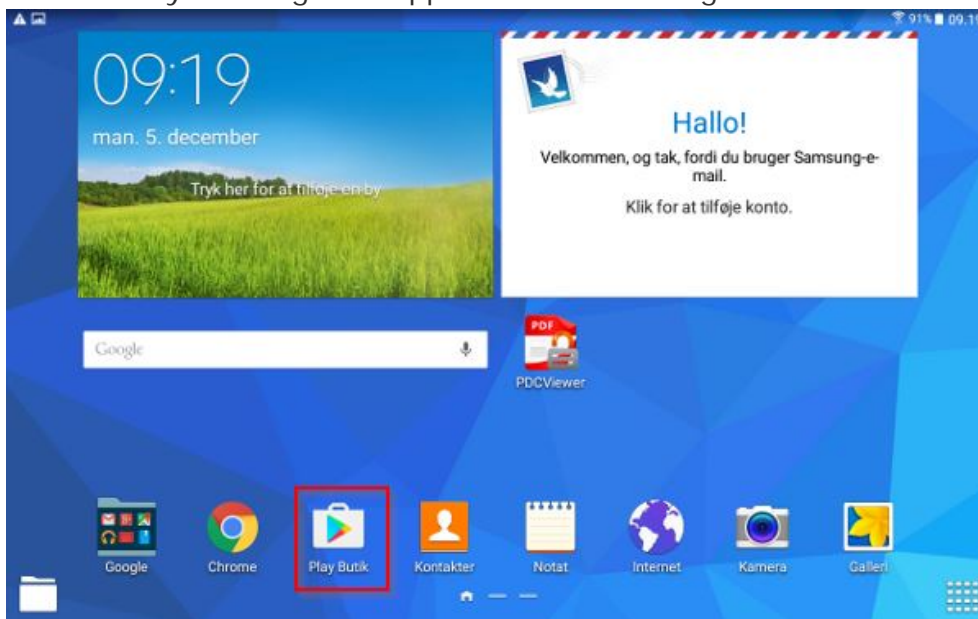 91% 09.19
09:19
man. 5. december
Tryk her for at tilføje en by
Hallo!
Velkommen, og tak, fordi du bruger Samsung-e-
mail.
Klik for at tilføje konto.
Google
PDF
PDCViewer
Google
Chrome
Play Butik
Kontakter
Notat
Internet
Kamera
Galleri